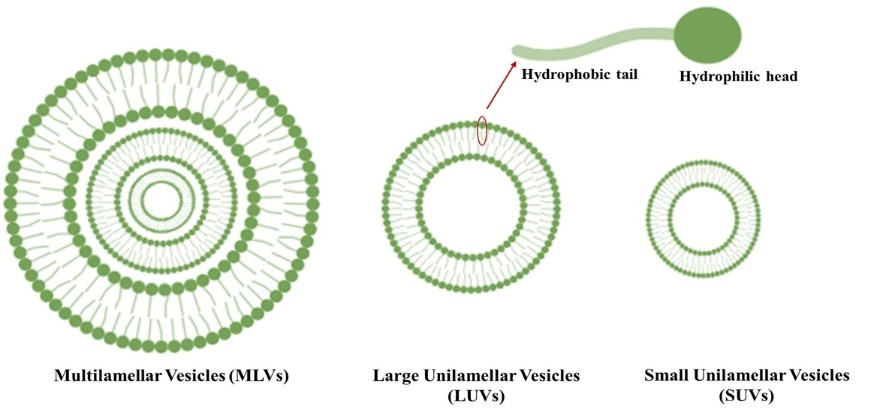 Hydrophobic tail
Hydrophilic head
Multilamellar Vesicles (MLVs)
Large Unilamellar Vesicles
(LUVs)
Small Unilamellar Vesicles
(SUVs)